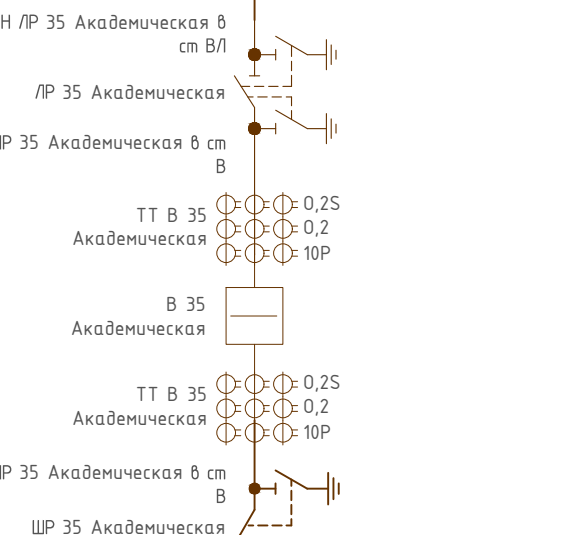 Н ЛР 35 Академическая в
ст ВЛ
ЛР 35 Академическая
Р 35 Академическая в ст
В
ТТ В 35
Академическая
0,2S
0,2
10Р
В 35
Академическая
ТТ В 35
Академическая
0,2S
0,2
10Р
Р 35 Академическая в ст
В
ШР 35 Академическая